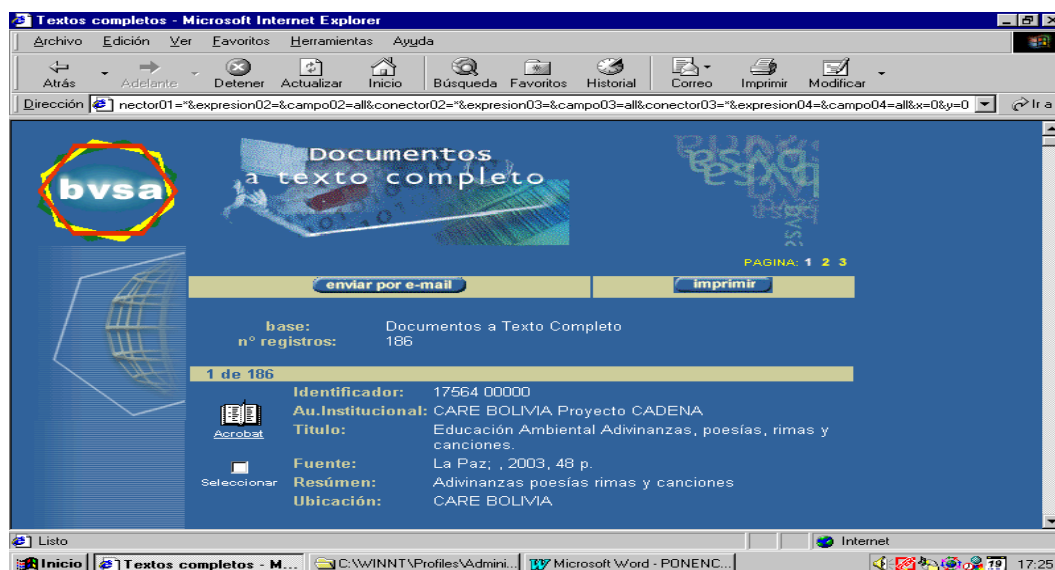 Textos completos - Microsoft Internet Explorer
Archivo Edición Ver Favoritos Herramientas Ayuda
Atrás Adelante Detener Actualizar Inicio Búsqueda Favoritos Historial Correo Imprimir Modificar
Dirección nector01=*&expresion02=&campo02=all&conector02=*&expresion03=&campo03=all&conector03=*&expresion04=&campo04=all&x=0&y=0 Ir a
bvsa
Documentos
a texto completo
PAGINA: 1 2 3
enviar por e-mail imprimir
base: Documentos a Texto Completo
nº registros: 186
1 de 186
Identificador: 17564 00000
Au.Institucional: CARE BOLIVIA Proyecto CADENA
Acrobat
Titulo: Educación Ambiental Adivinanzas, poesías, rimas y
canciones.
Fuente: La Paz; , 2003, 48 p.
Seleccionar
Resúmen: Adivinanzas poesías rimas y canciones
Ubicación: CARE BOLIVIA
Listo Internet
Inicio Textos completos - M... C:\WINNT\Profiles\Admini... Microsoft Word - PONENC... 17:25